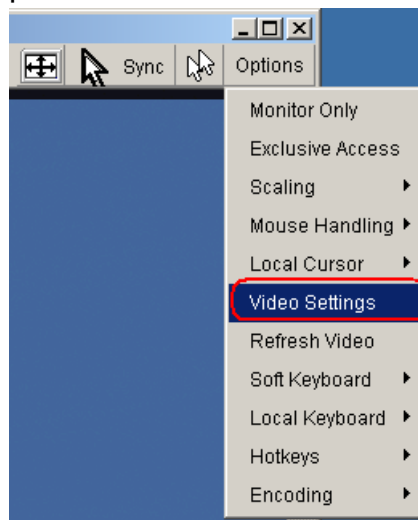 Sync Options
Monitor Only
Exclusive Access
Scaling
Mouse Handling
Local Cursor
Video Settings
Refresh Video
Soft Keyboard
Local Keyboard
Hotkeys
Encoding